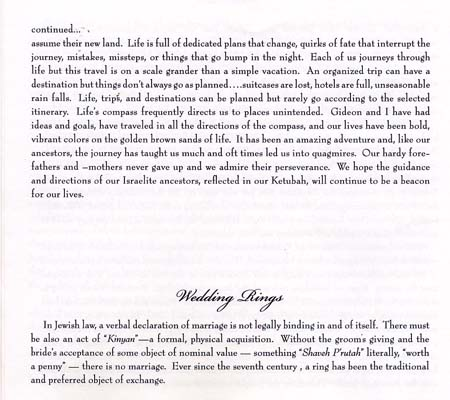 continued...
assume their new land. Life is full of dedicated plans that change, quirks of fate that interrupt the
journey, mistakes, missteps, or things that go bump in the night. Each of us journeys through
life but this travel is on a scale grander than a simple vacation. An organized trip can have a
destination but things don't always go as planned....suitcases are lost, hotels are full, unseasonable
rain falls. Life, trips, and destinations can be planned but rarely go according to the selected
itinerary. Life's compass frequently directs us to places unintended. Gideon and I have had
ideas and goals, have traveled in all the directions of the compass, and our lives have been bold,
vibrant colors on the golden brown sands of life. It has been an amazing adventure and, like our
ancestors, the journey has taught us much and oft times led us into quagmires. Our hardy fore-
fathers and –mothers never gave up and we admire their perseverance. We hope the guidance
and directions of our Israelite ancestors, reflected in our Ketubah, will continue to be a beacon
for our lives.
Wedding Rings
In Jewish law, a verbal declaration of marriage is not legally binding in and of itself. There must
be also an act of "Kinyan"—a formal, physical acquisition. Without the groom's giving and the
bride's acceptance of some object of nominal value — something "Shaveh P'rutah" literally, "worth
a penny" — there is no marriage. Ever since the seventh century , a ring has been the traditional
and preferred object of exchange.